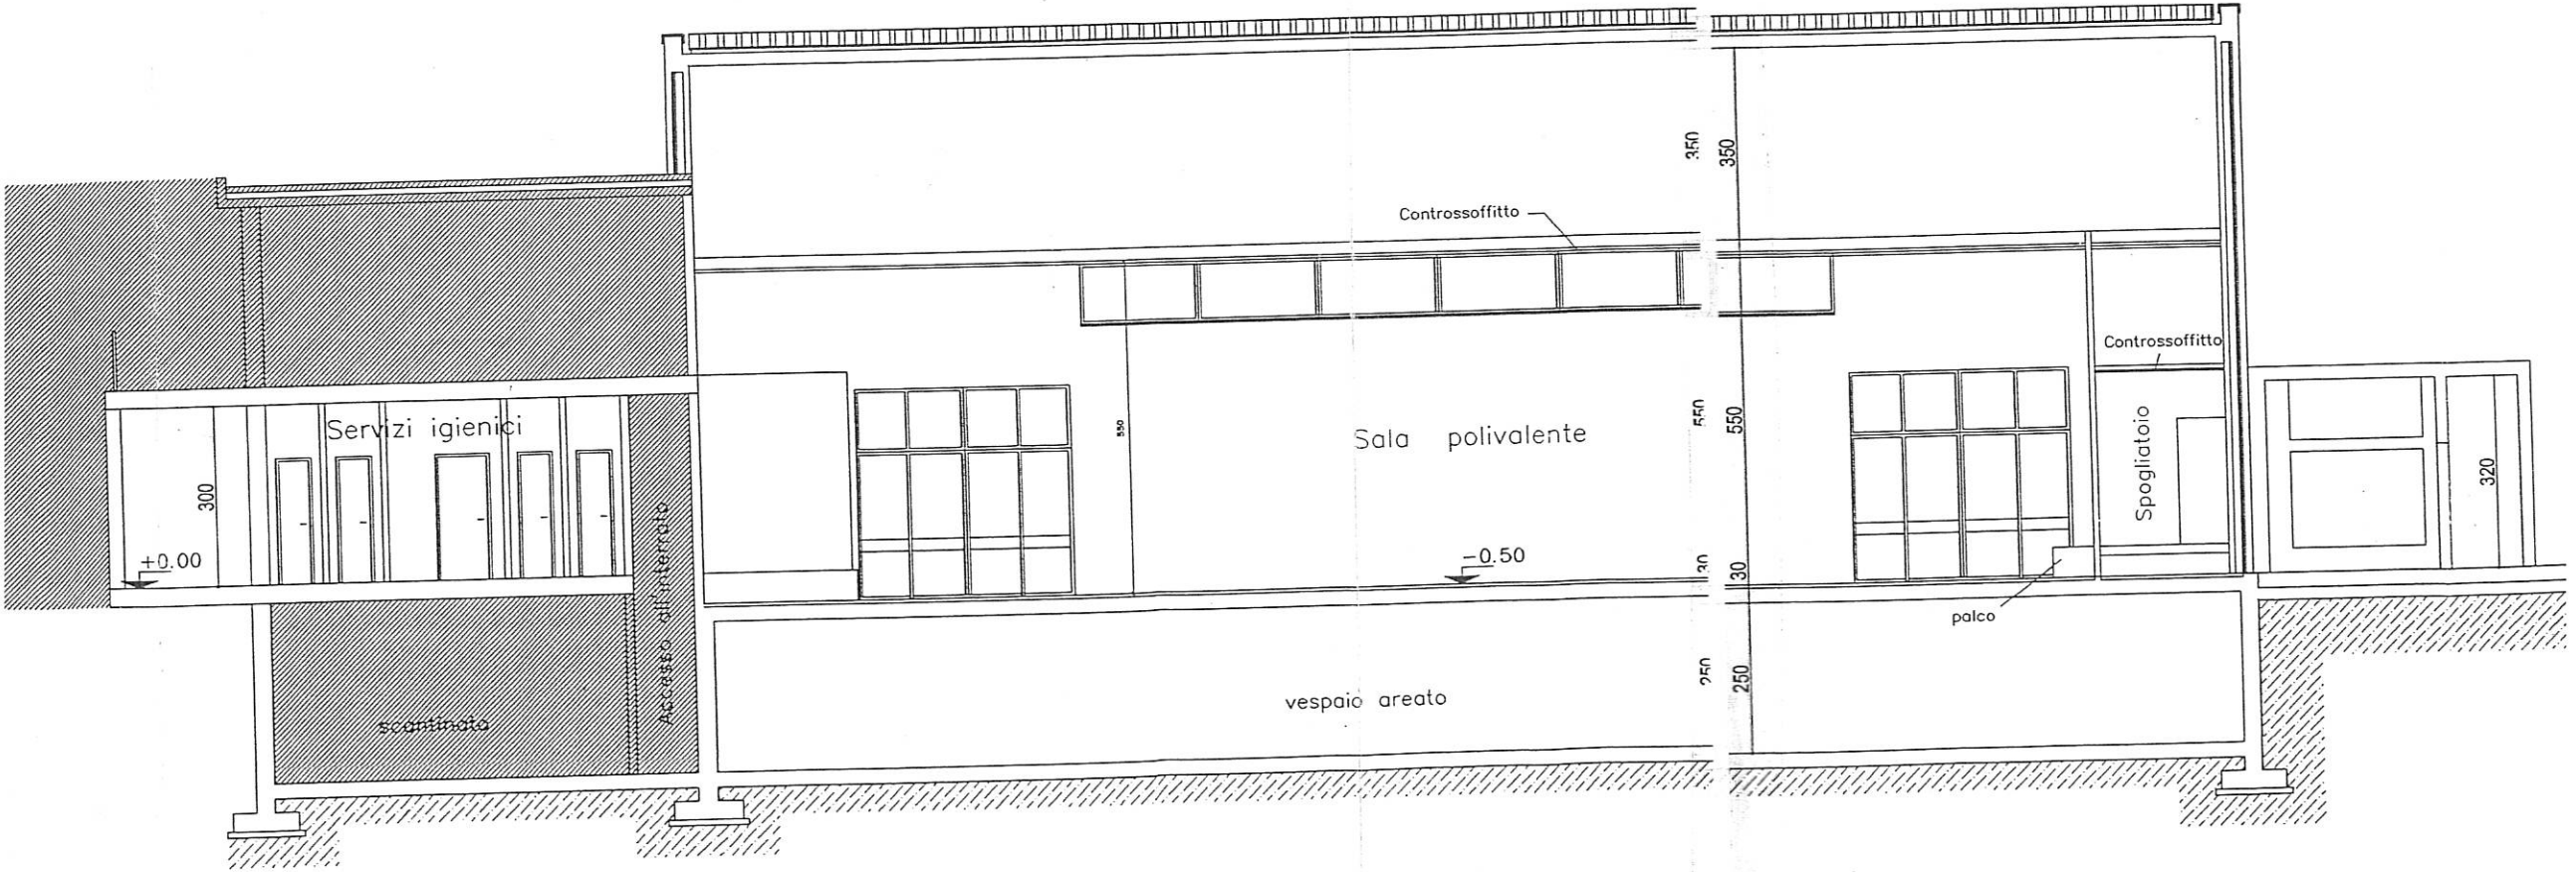 350
350
Controssoffitto
Controssoffitto
Servizi igienici
550
Sala polivalente
550
550
Spogliatoio
320
300
Accesso all'interrato
+0.00
-0.50
30
30
palco
250
250
vespaio areato
scantinato